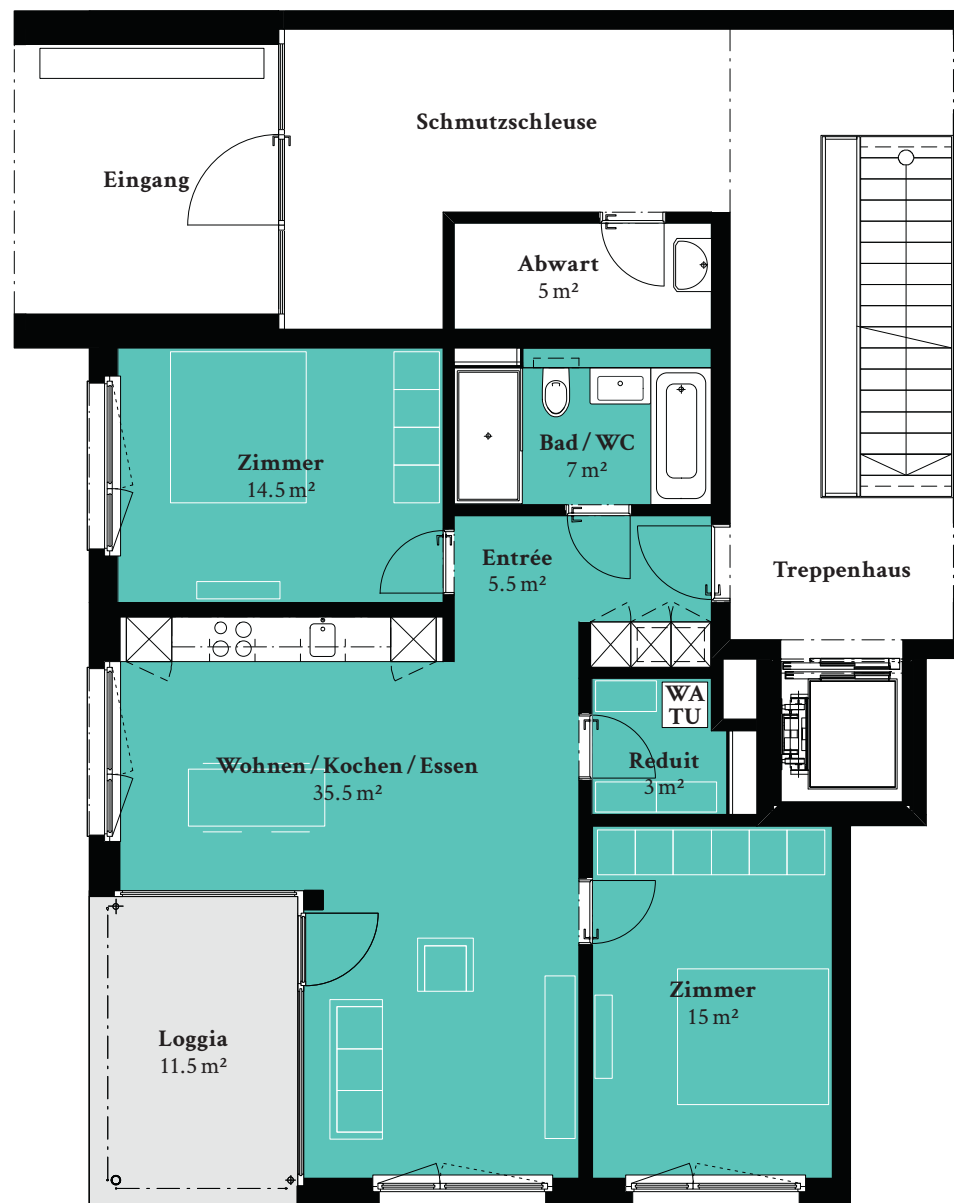 Schmutzschleuse
Eingang
Abwart
5 m²
Bad / WC
7 m²
Zimmer
14.5 m²
Entrée
5.5 m²
Treppenhaus
WA
TU
Reduit
3 m²
Wohnen / Kochen / Essen
35.5 m²
Zimmer
15 m²
Loggia
11.5 m²